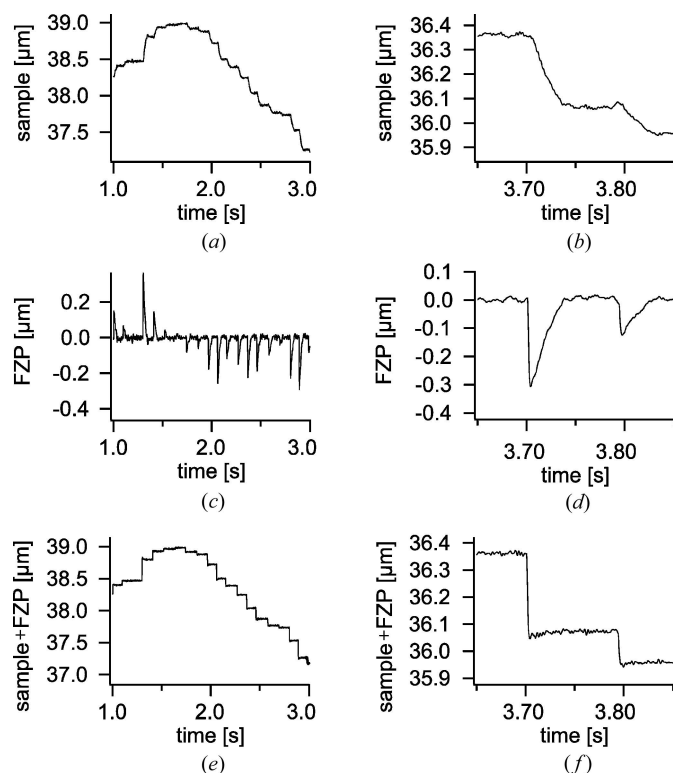 sample [μm]
39.0
38.5
38.0
37.5
1.0 2.0 3.0
time [s]
(a)
sample [μm]
36.4
36.3
36.2
36.1
36.0
35.9
3.70 3.80
time [s]
(b)
FZP [μm]
0.2
0.0
-0.2
-0.4
1.0 2.0 3.0
time [s]
(c)
FZP [μm]
0.1
0.0
-0.1
-0.2
-0.3
-0.4
3.70 3.80
time [s]
(d)
sample+FZP [μm]
39.0
38.5
38.0
37.5
37.0
1.0 2.0 3.0
time [s]
(e)
sample+FZP [μm]
36.4
36.3
36.2
36.1
36.0
35.9
3.70 3.80
time [s]
(f)